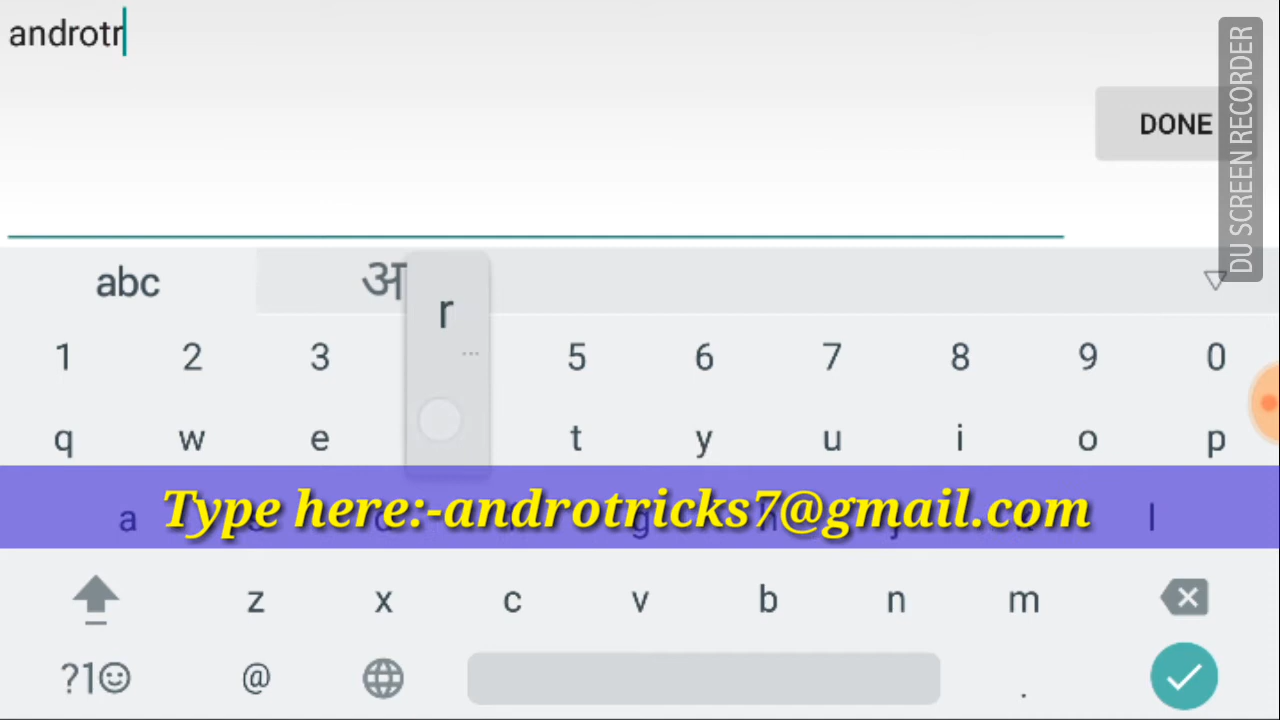 androtr
DONE
DU SCREEN RECORDER
abc अ
r
...
1 2 3 5 6 7 8 9 0
q w e t y u i o p
Type here:-androtricks7@gmail.com
a g h j l
z x c v b n m
?1☺ @ .